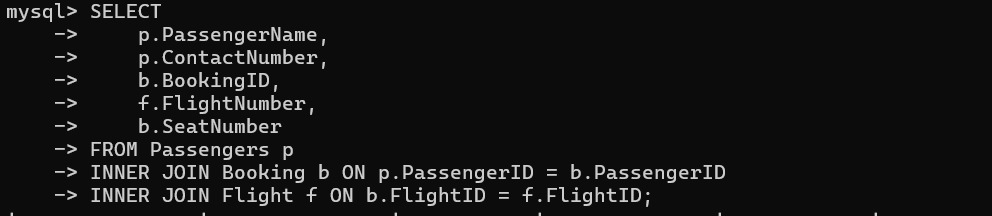 mysql> SELECT
    ->     p.PassengerName,
    ->     p.ContactNumber,
    ->     b.BookingID,
    ->     f.FlightNumber,
    ->     b.SeatNumber
    -> FROM Passengers p
    -> INNER JOIN Booking b ON p.PassengerID = b.PassengerID
    -> INNER JOIN Flight f ON b.FlightID = f.FlightID;